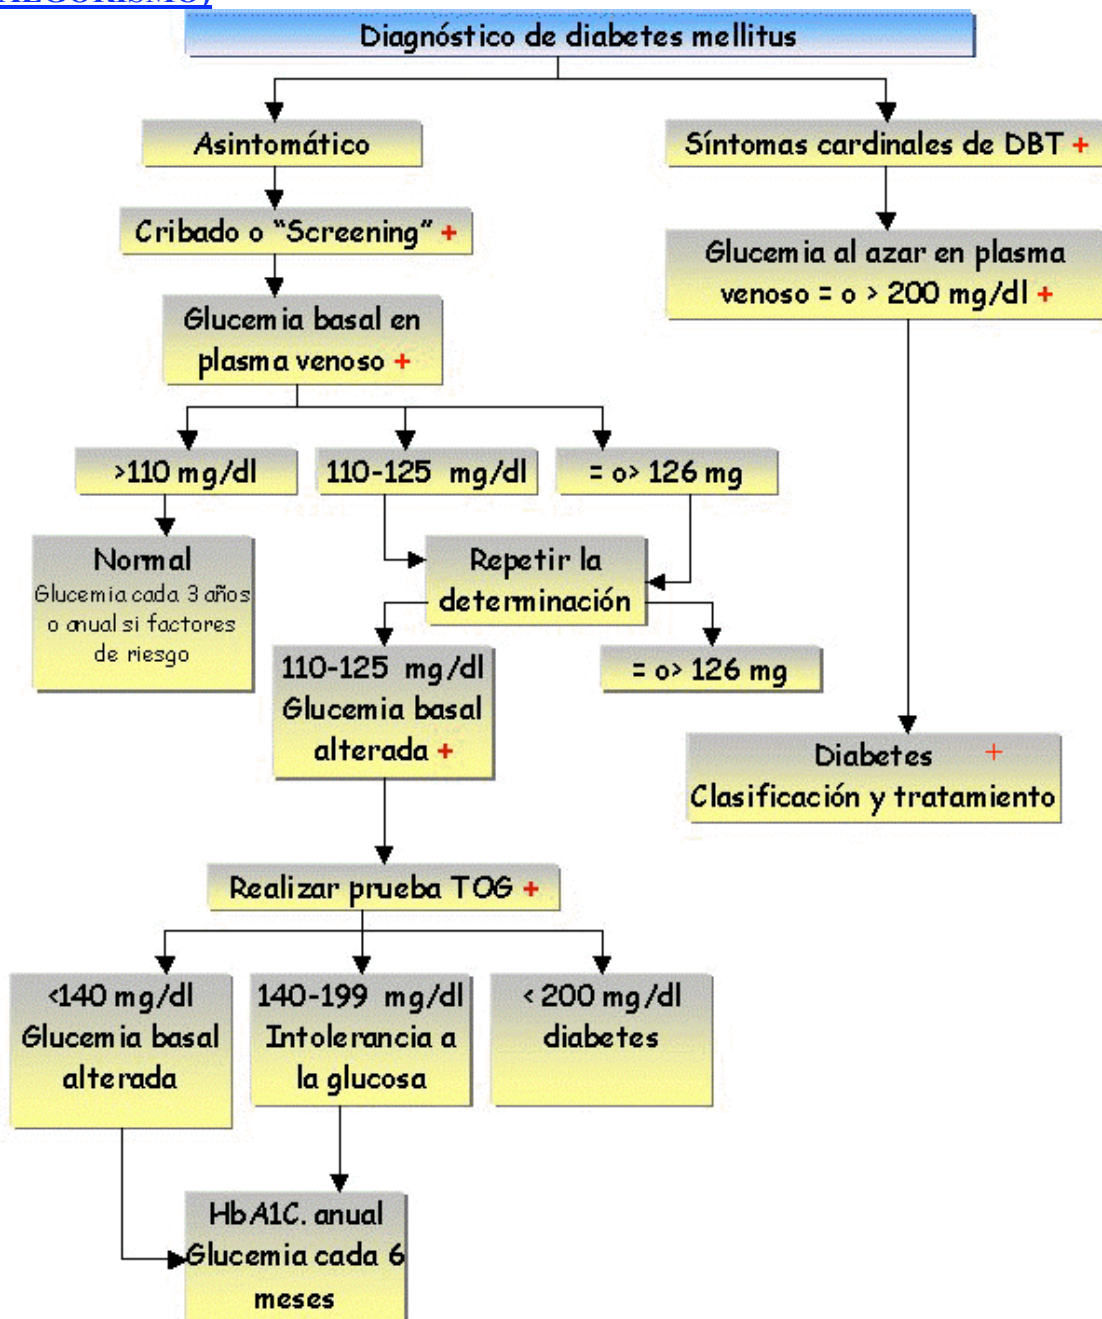 ALGORISMO)
Diagnóstico de diabetes mellitus
Asintomático
Síntomas cardinales de DBT +
Cribado o “Screening” +
Glucemia al azar en plasma
venoso = o > 200 mg/dl +
Glucemia basal en
plasma venoso +
>110 mg/dl
110-125 mg/dl
= o> 126 mg
Normal
Glucemia cada 3 años
o anual si factores
de riesgo
Repetir la
determinación
110-125 mg/dl
Glucemia basal
alterada +
= o> 126 mg
Diabetes +
Clasificación y tratamiento
Realizar prueba TOG +
<140 mg/dl
Glucemia basal
alterada
140-199 mg/dl
Intolerancia a
la glucosa
< 200 mg/dl
diabetes
HbA1C. anual
Glucemia cada 6
meses